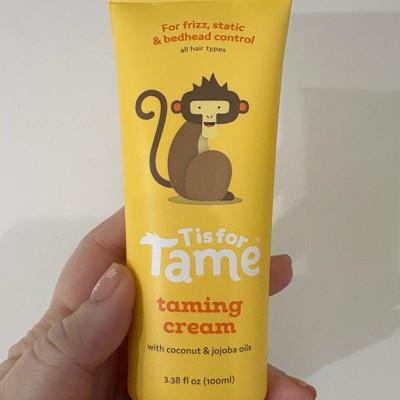 For frizz, static
& bedhead control
all hair types
T is for
Tame™
taming
cream
with coconut & jojoba oils
3.38 fl oz (100ml)